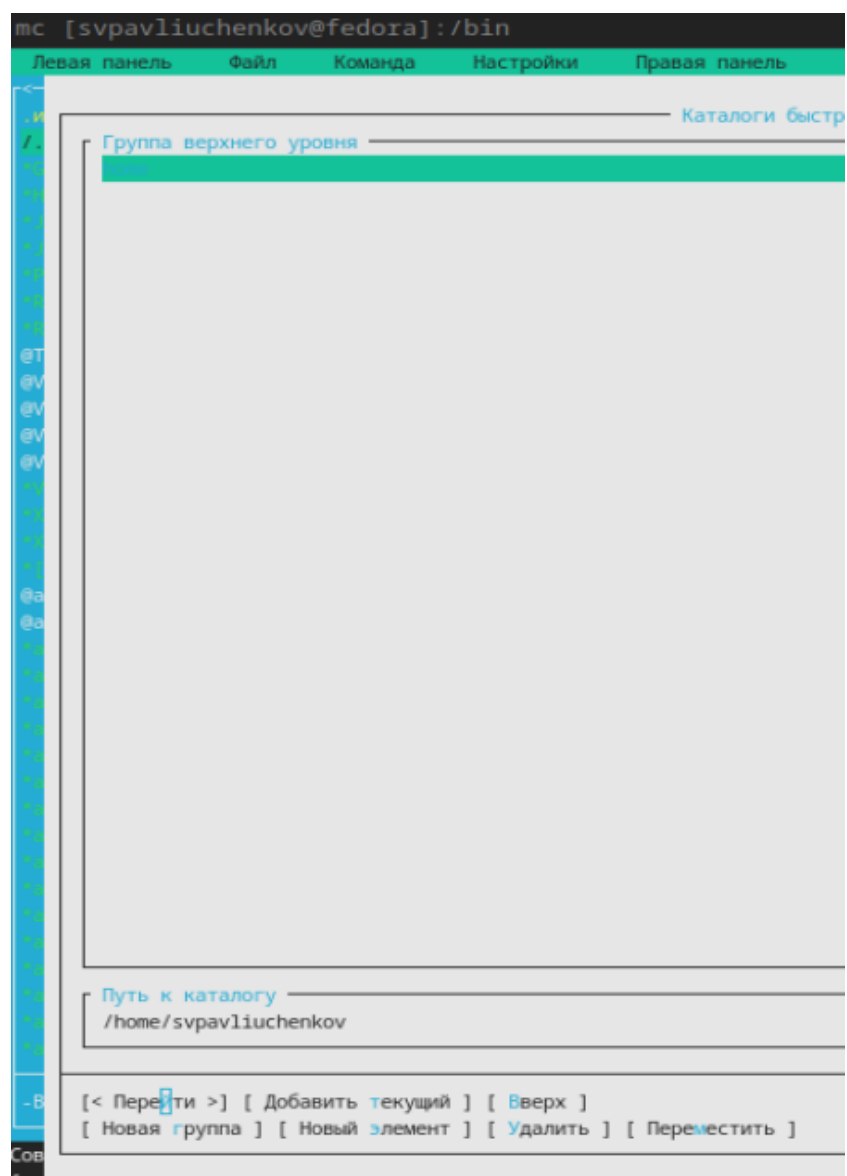 mc [svpavliuchenkov@fedora]:/bin
Левая панель Файл Команда Настройки Правая панель
<─
.и
Каталоги быстр
/.
Группа верхнего уровня
@T
@V
@V
@V
@V
@a
@a
Путь к каталогу
/home/svpavliuchenkov
-В
[< Перейти >] [ Добавить текущий ] [ Вверх ]
[ Новая группа ] [ Новый элемент ] [ Удалить ] [ Переместить ]
Сов